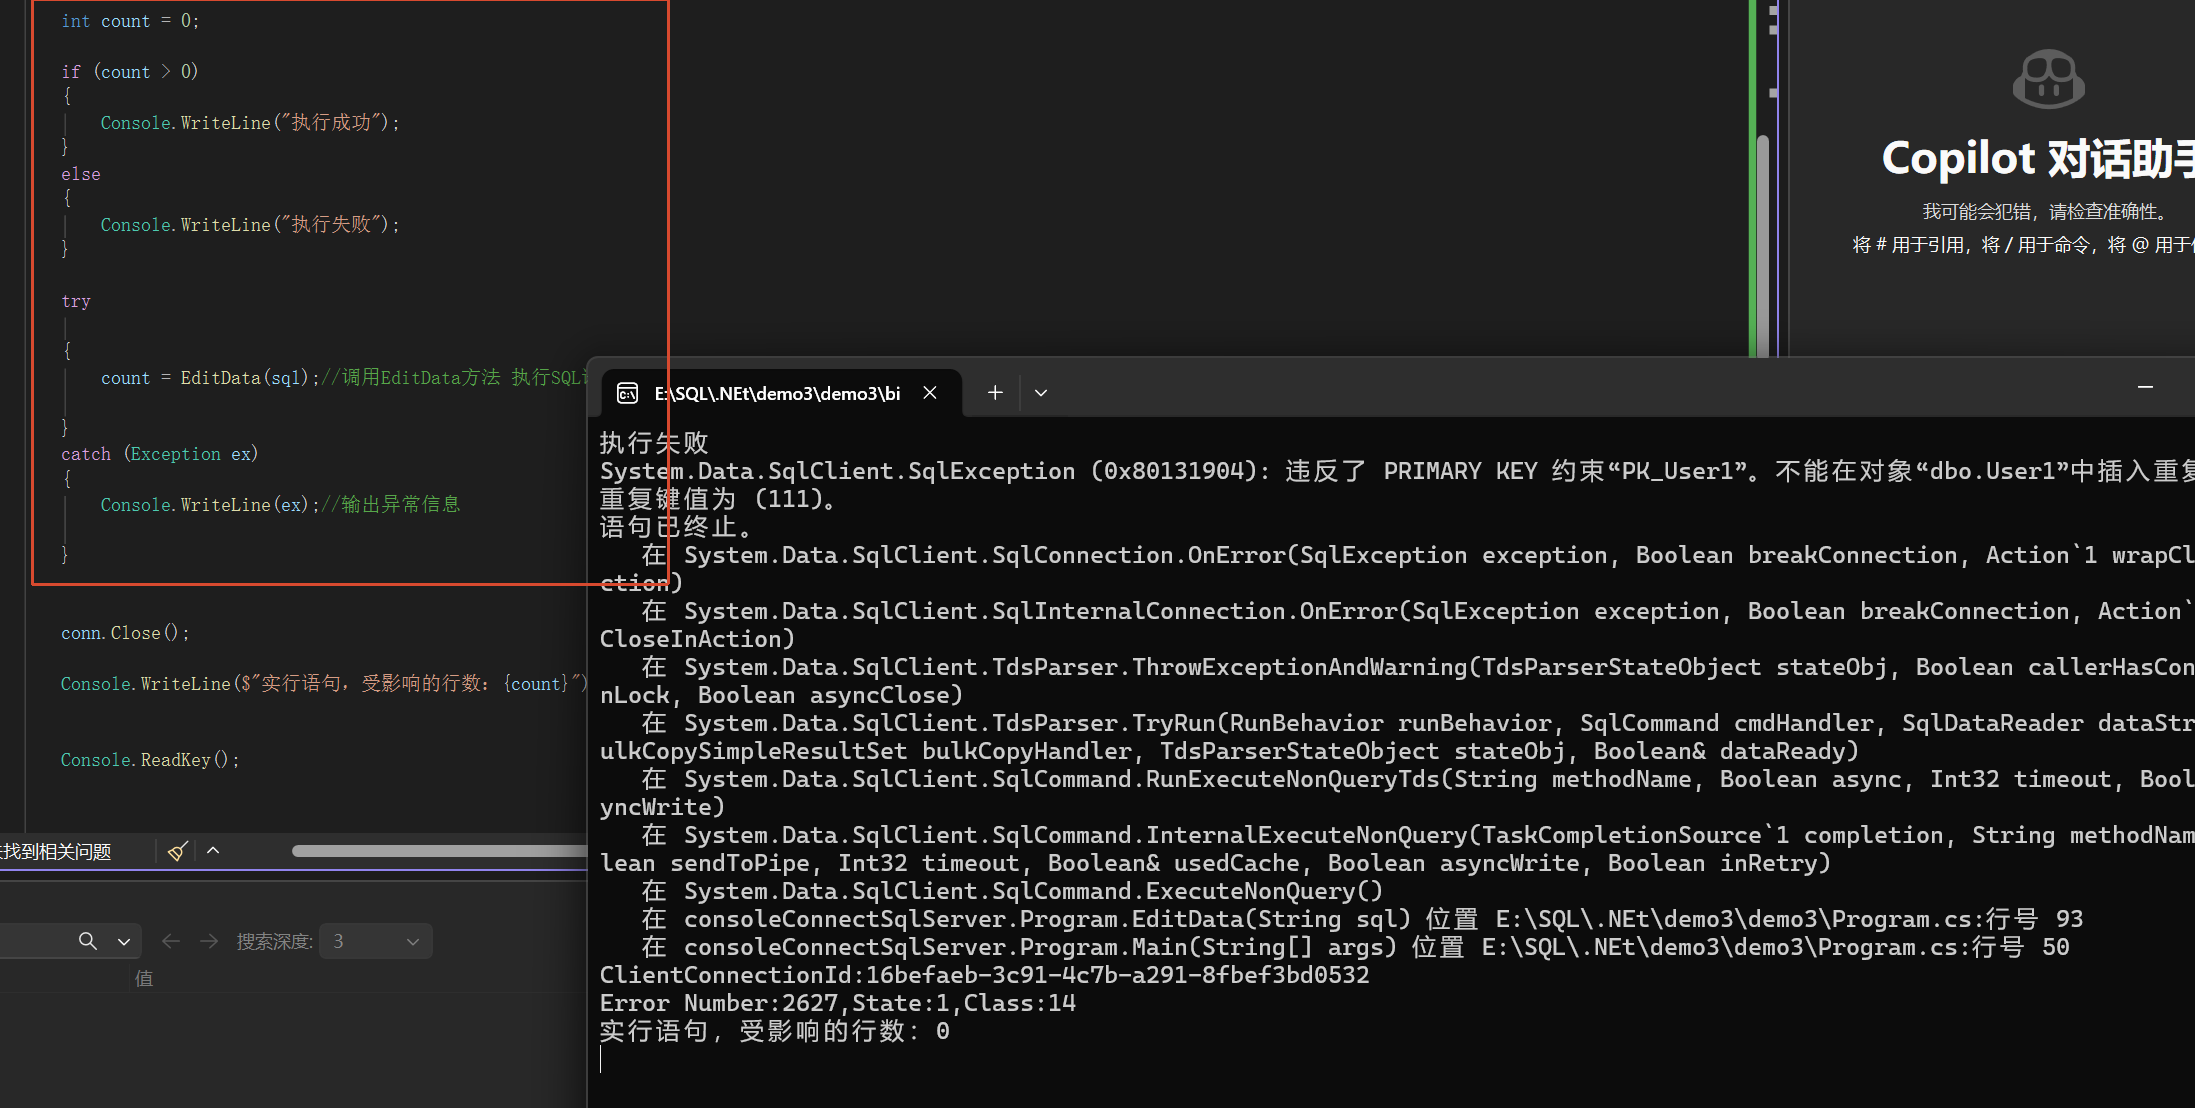 int count = 0;
if (count > 0)
{
Console.WriteLine("执行成功");
}
else
{
Console.WriteLine("执行失败");
}
try
{
count = EditData(sql);//调用EditData方法 执行SQL
}
catch (Exception ex)
{
Console.WriteLine(ex);//输出异常信息
}
conn.Close();
Console.WriteLine($"实行语句，受影响的行数：{count}")
Console.ReadKey();
找到相关问题
搜索深度: 3
值
Copilot 对话助手
我可能会犯错，请检查准确性。
将 # 用于引用，将 / 用于命令，将 @ 用于
E:\SQL\.NEt\demo3\demo3\bi
执行失败
System.Data.SqlClient.SqlException (0x80131904): 违反了 PRIMARY KEY 约束“PK_User1”。不能在对象“dbo.User1”中插入重复
重复键值为 (111)。
语句已终止。
在 System.Data.SqlClient.SqlConnection.OnError(SqlException exception, Boolean breakConnection, Action`1 wrapCl
ction)
在 System.Data.SqlClient.SqlInternalConnection.OnError(SqlException exception, Boolean breakConnection, Action`
CloseInAction)
在 System.Data.SqlClient.TdsParser.ThrowExceptionAndWarning(TdsParserStateObject stateObj, Boolean callerHasCon
nLock, Boolean asyncClose)
在 System.Data.SqlClient.TdsParser.TryRun(RunBehavior runBehavior, SqlCommand cmdHandler, SqlDataReader dataStr
ulkCopySimpleResultSet bulkCopyHandler, TdsParserStateObject stateObj, Boolean& dataReady)
在 System.Data.SqlClient.SqlCommand.RunExecuteNonQueryTds(String methodName, Boolean async, Int32 timeout, Bool
yncWrite)
在 System.Data.SqlClient.SqlCommand.InternalExecuteNonQuery(TaskCompletionSource`1 completion, String methodNam
lean sendToPipe, Int32 timeout, Boolean& usedCache, Boolean asyncWrite, Boolean inRetry)
在 System.Data.SqlClient.SqlCommand.ExecuteNonQuery()
在 consoleConnectSqlServer.Program.EditData(String sql) 位置 E:\SQL\.NEt\demo3\demo3\Program.cs:行号 93
在 consoleConnectSqlServer.Program.Main(String[] args) 位置 E:\SQL\.NEt\demo3\demo3\Program.cs:行号 50
ClientConnectionId:16befaeb-3c91-4c7b-a291-8fbef3bd0532
Error Number:2627,State:1,Class:14
实行语句，受影响的行数：0